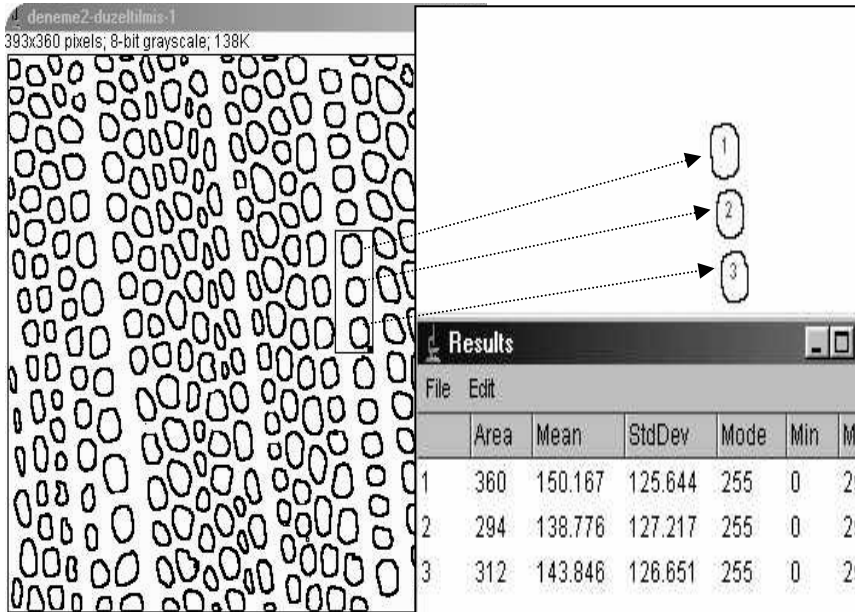 deneme2-duzeltilmis-1
393x360 pixels; 8-bit grayscale; 138K
1
2
3
Results
File Edit
Area Mean StdDev Mode Min
1 360 150.167 125.644 255 0
2 294 138.776 127.217 255 0
3 312 143.846 126.651 255 0